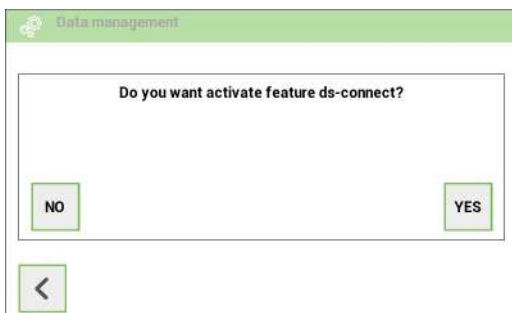 Data management
Do you want activate feature ds-connect?
NO
YES